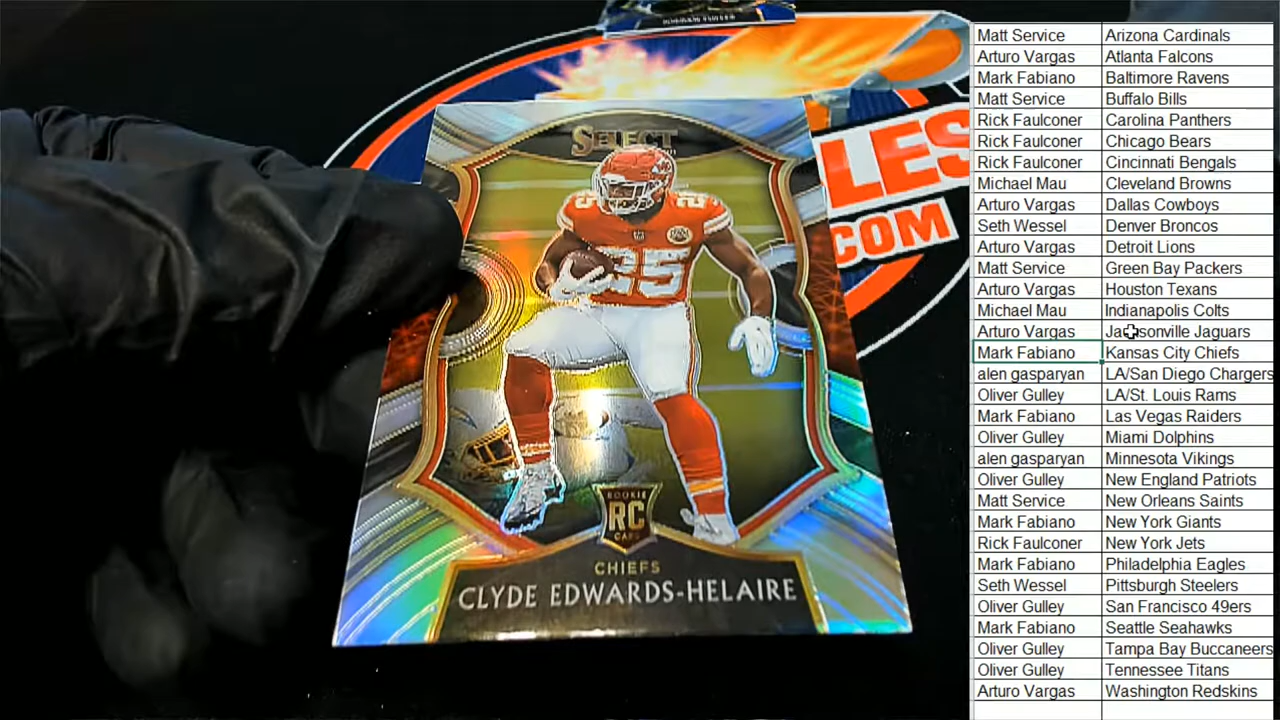 SELECT
25
25
RC
ROOKIE
CARD
CHIEFS
CLYDE EDWARDS-HELAIRE
LES
.COM
Matt Service Arizona Cardinals
Arturo Vargas Atlanta Falcons
Mark Fabiano Baltimore Ravens
Matt Service Buffalo Bills
Rick Faulconer Carolina Panthers
Rick Faulconer Chicago Bears
Rick Faulconer Cincinnati Bengals
Michael Mau Cleveland Browns
Arturo Vargas Dallas Cowboys
Seth Wessel Denver Broncos
Arturo Vargas Detroit Lions
Matt Service Green Bay Packers
Arturo Vargas Houston Texans
Michael Mau Indianapolis Colts
Arturo Vargas Jacksonville Jaguars
Mark Fabiano Kansas City Chiefs
alen gasparyan LA/San Diego Chargers
Oliver Gulley LA/St. Louis Rams
Mark Fabiano Las Vegas Raiders
Oliver Gulley Miami Dolphins
alen gasparyan Minnesota Vikings
Oliver Gulley New England Patriots
Matt Service New Orleans Saints
Mark Fabiano New York Giants
Rick Faulconer New York Jets
Mark Fabiano Philadelphia Eagles
Seth Wessel Pittsburgh Steelers
Oliver Gulley San Francisco 49ers
Mark Fabiano Seattle Seahawks
Oliver Gulley Tampa Bay Buccaneers
Oliver Gulley Tennessee Titans
Arturo Vargas Washington Redskins